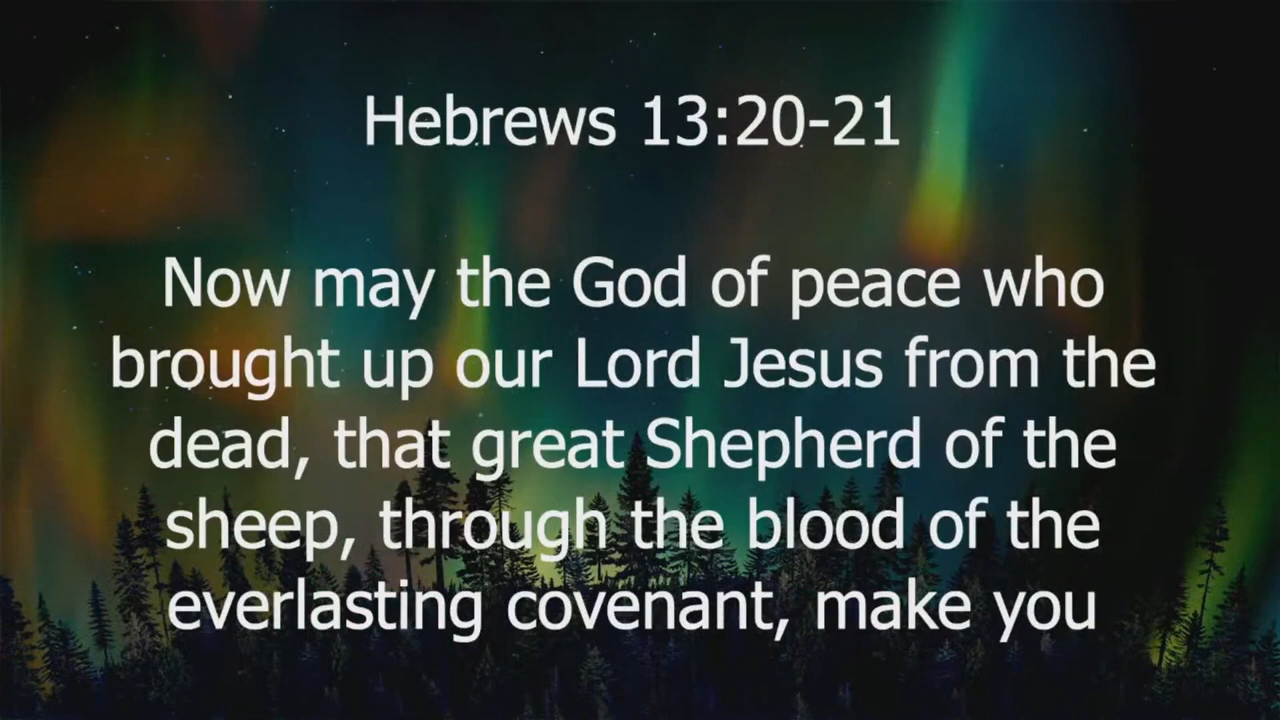 Hebrews 13:20-21
Now may the God of peace who
brought up our Lord Jesus from the
dead, that great Shepherd of the
sheep, through the blood of the
everlasting covenant, make you